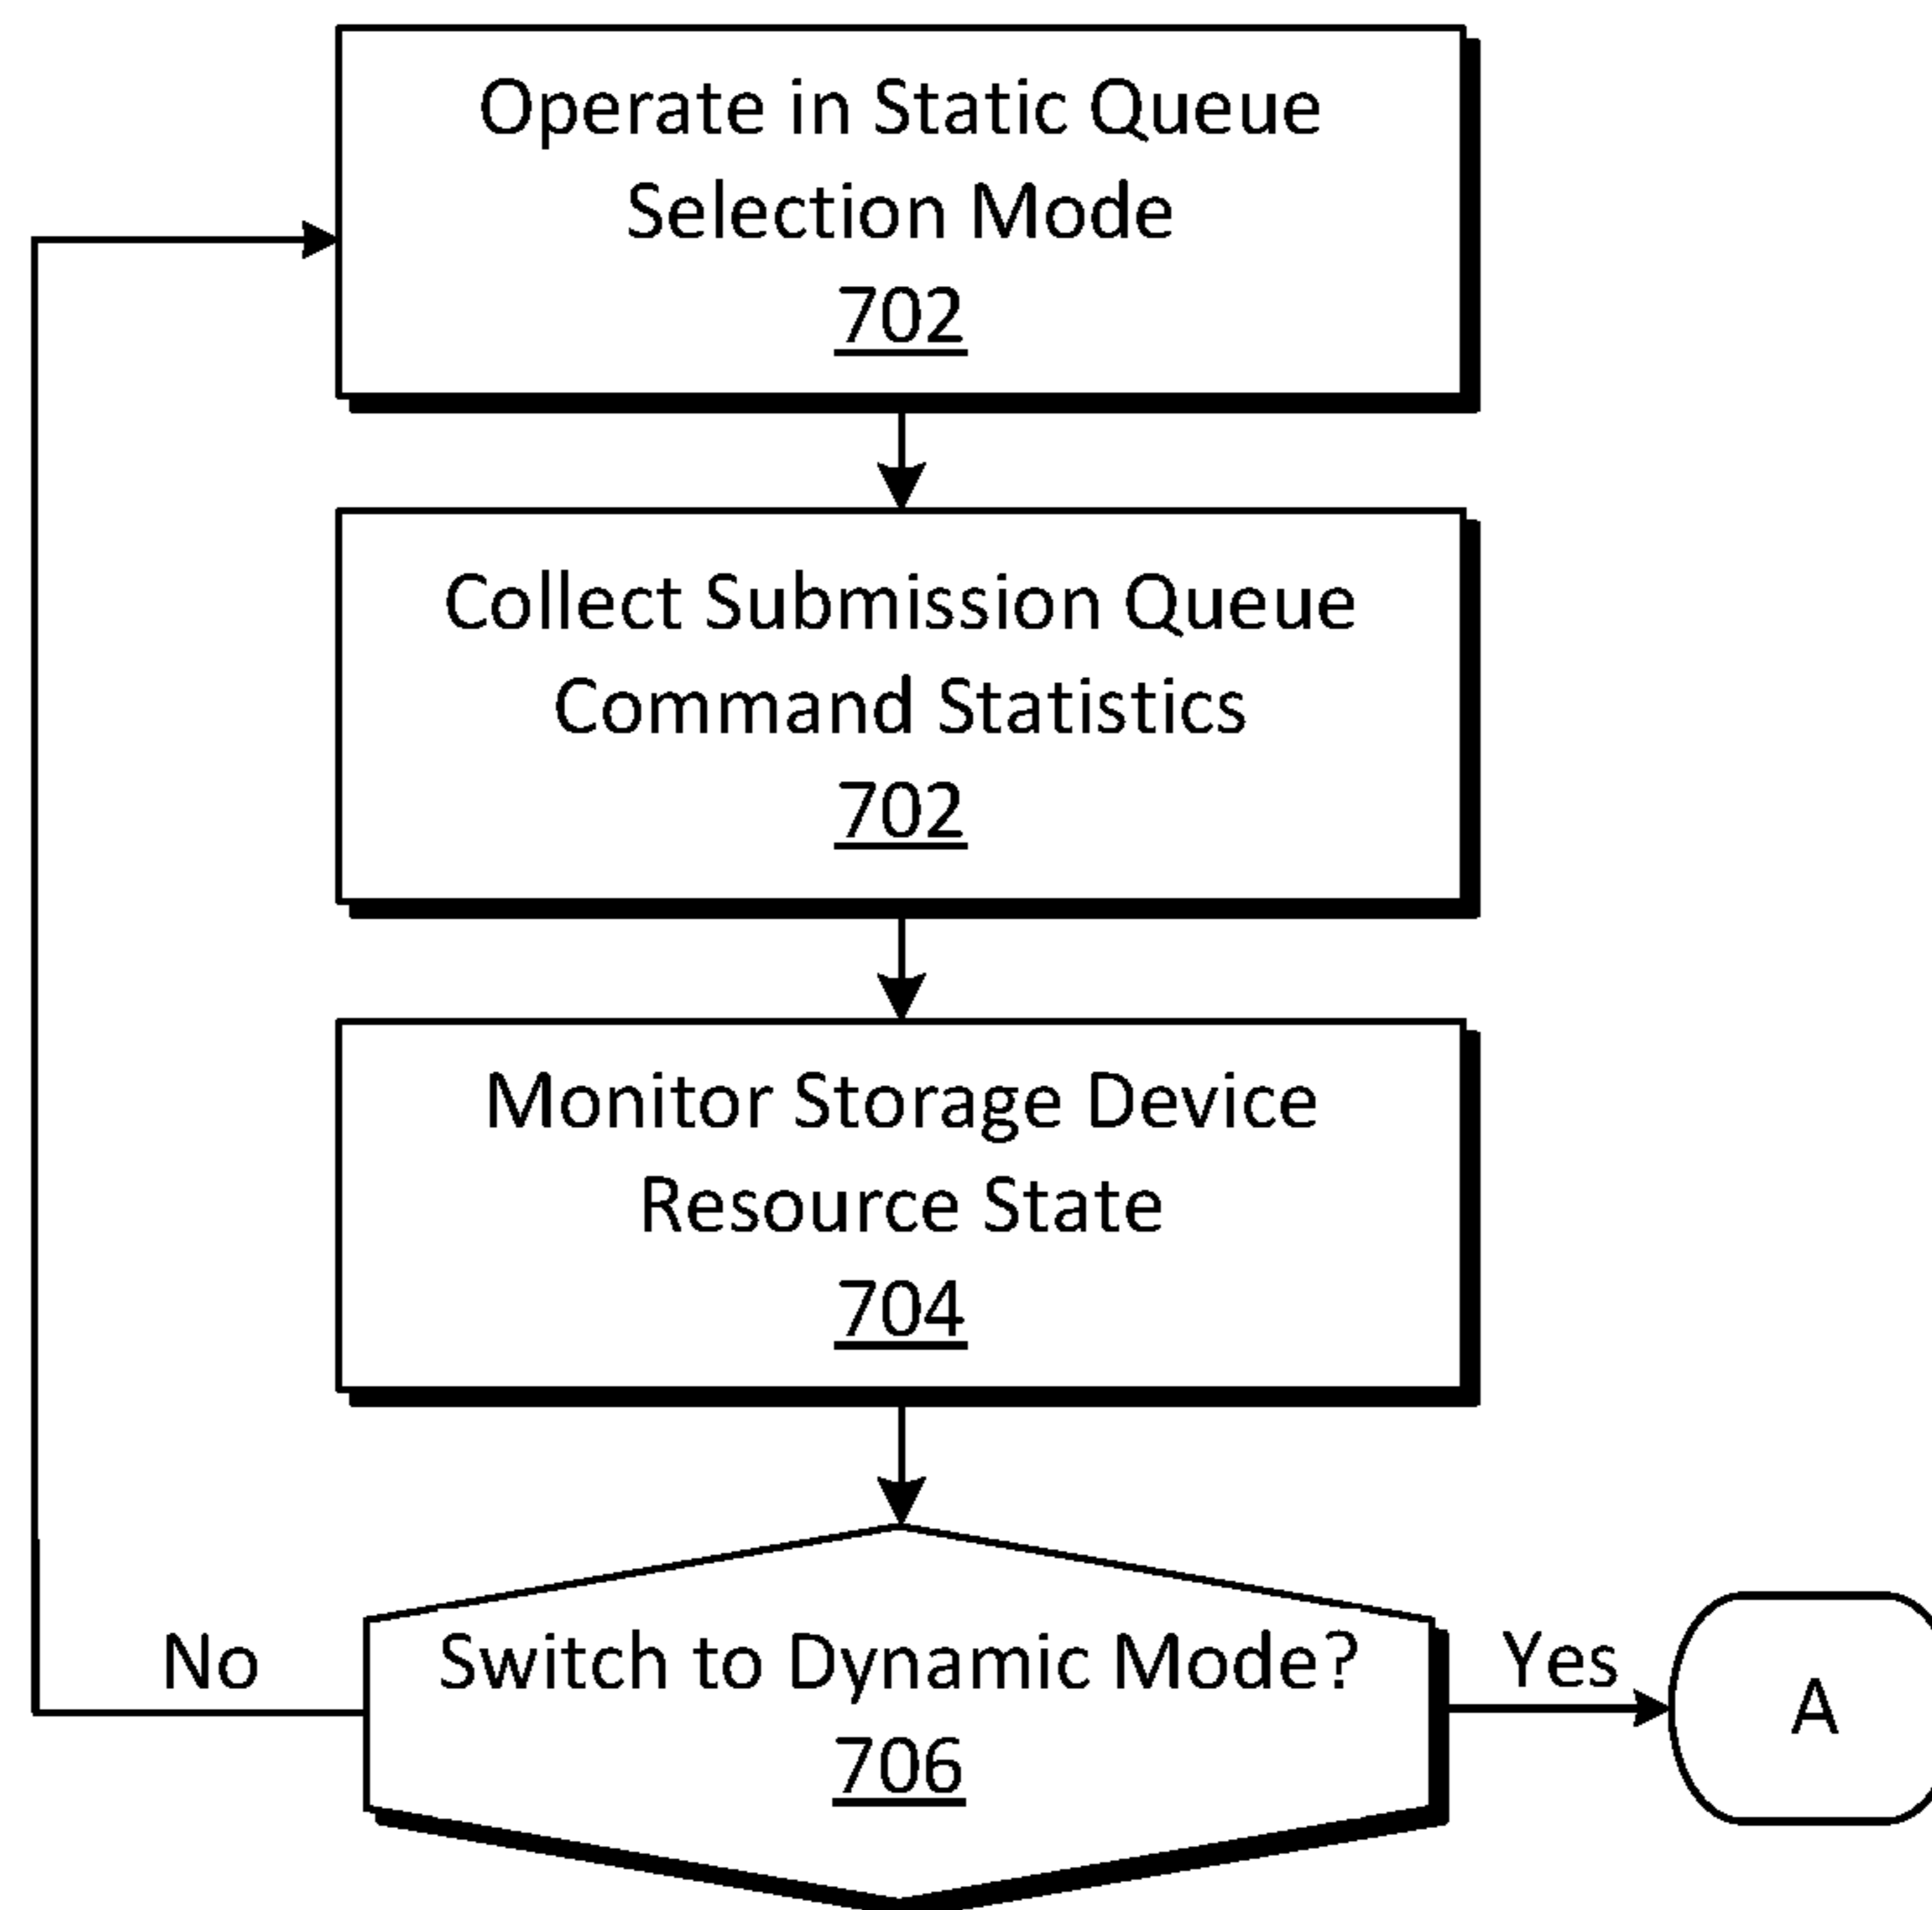 Operate in Static Queue
Selection Mode
702
Collect Submission Queue
Command Statistics
702
Monitor Storage Device
Resource State
704
No
Switch to Dynamic Mode?
706
Yes
A